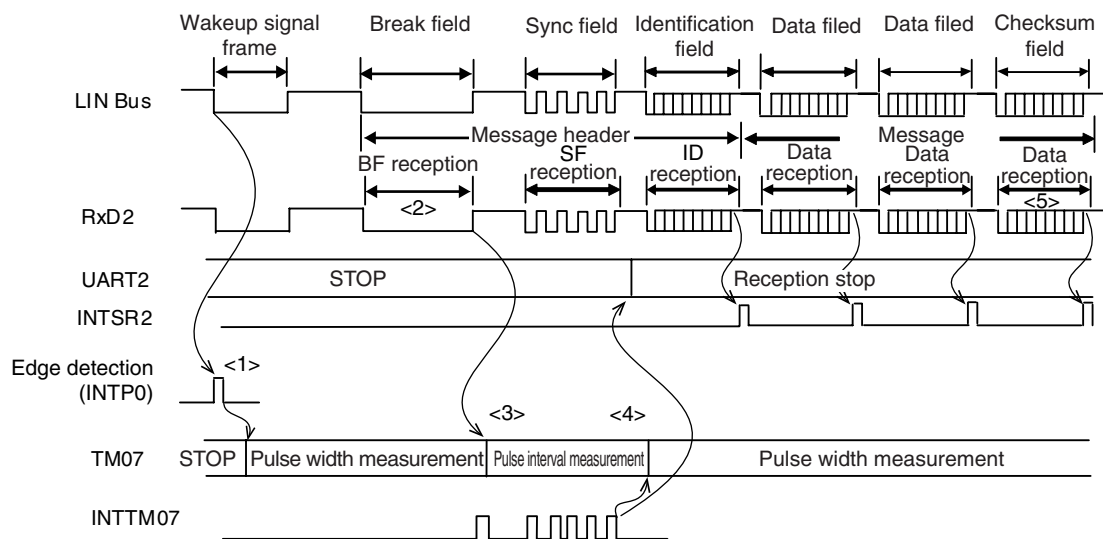 Wakeup signal frame
Break field
Sync field
Identification field
Data filed
Data filed
Checksum field
LIN Bus
Message header
Message
BF reception
SF reception
ID reception
Data reception
Data reception
Data reception
RxD2
<2>
<5>
UART2
STOP
Reception stop
INTSR2
Edge detection (INTP0)
<1>
<3>
<4>
TM07
STOP
Pulse width measurement
Pulse interval measurement
Pulse width measurement
INTTM07